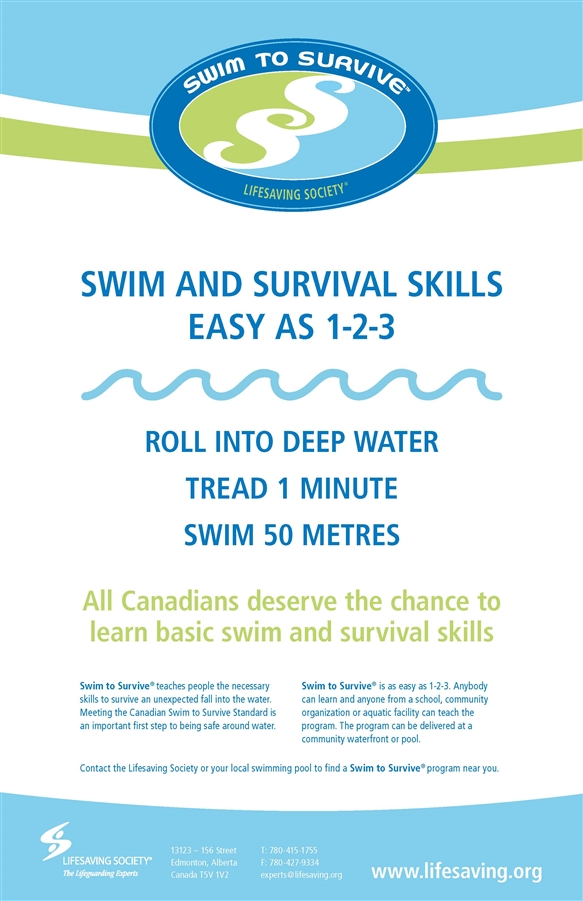 SWIM TO SURVIVE™
LIFESAVING SOCIETY®
SWIM AND SURVIVAL SKILLS
EASY AS 1-2-3
ROLL INTO DEEP WATER
TREAD 1 MINUTE
SWIM 50 METRES
All Canadians deserve the chance to
learn basic swim and survival skills
Swim to Survive® teaches people the necessary
skills to survive an unexpected fall into the water.
Meeting the Canadian Swim to Survive Standard is
an important first step to being safe around water.
Swim to Survive® is as easy as 1-2-3. Anybody
can learn and anyone from a school, community
organization or aquatic facility can teach the
program. The program can be delivered at a
community waterfront or pool.
Contact the Lifesaving Society or your local swimming pool to find a Swim to Survive® program near you.
LIFESAVING SOCIETY®
The Lifeguarding Experts
13123 – 156 Street
Edmonton, Alberta
Canada T5V 1V2
T: 780-415-1755
F: 780-427-9334
experts@lifesaving.org
www.lifesaving.org